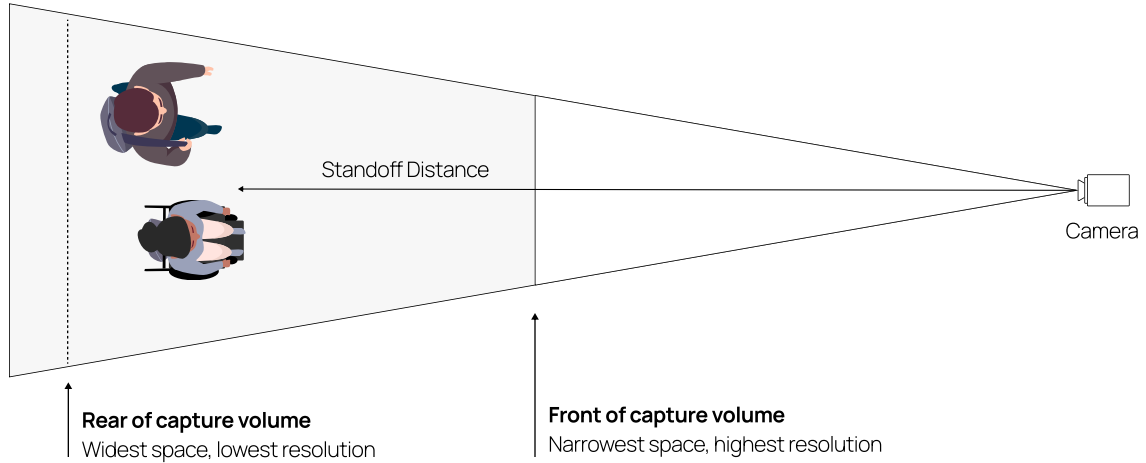 Standoff Distance
Camera
Rear of capture volume
Widest space, lowest resolution
Front of capture volume
Narrowest space, highest resolution